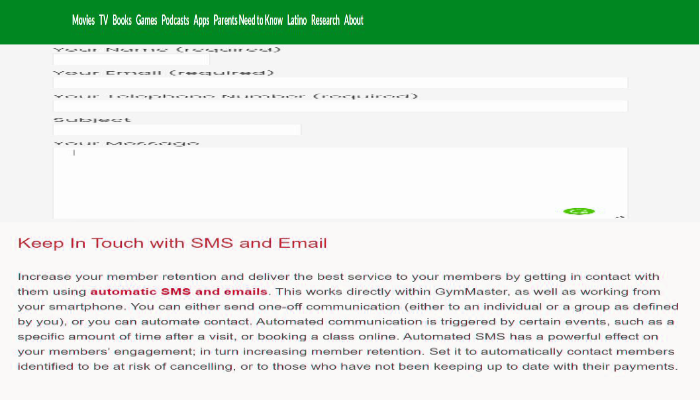 Movies TV Books Games Podcasts Apps Parents Need to Know Latino Research About
Your Name (required)
Your Email (required)
Your Telephone Number (required)
Subject
Your Message
Keep In Touch with SMS and Email
Increase your member retention and deliver the best service to your members by getting in contact with
them using automatic SMS and emails. This works directly within GymMaster, as well as working from
your smartphone. You can either send one-off communication (either to an individual or a group as defined
by you), or you can automate contact. Automated communication is triggered by certain events, such as a
specific amount of time after a visit, or booking a class online. Automated SMS has a powerful effect on
your members' engagement; in turn increasing member retention. Set it to automatically contact members
identified to be at risk of cancelling, or to those who have not been keeping up to date with their payments.